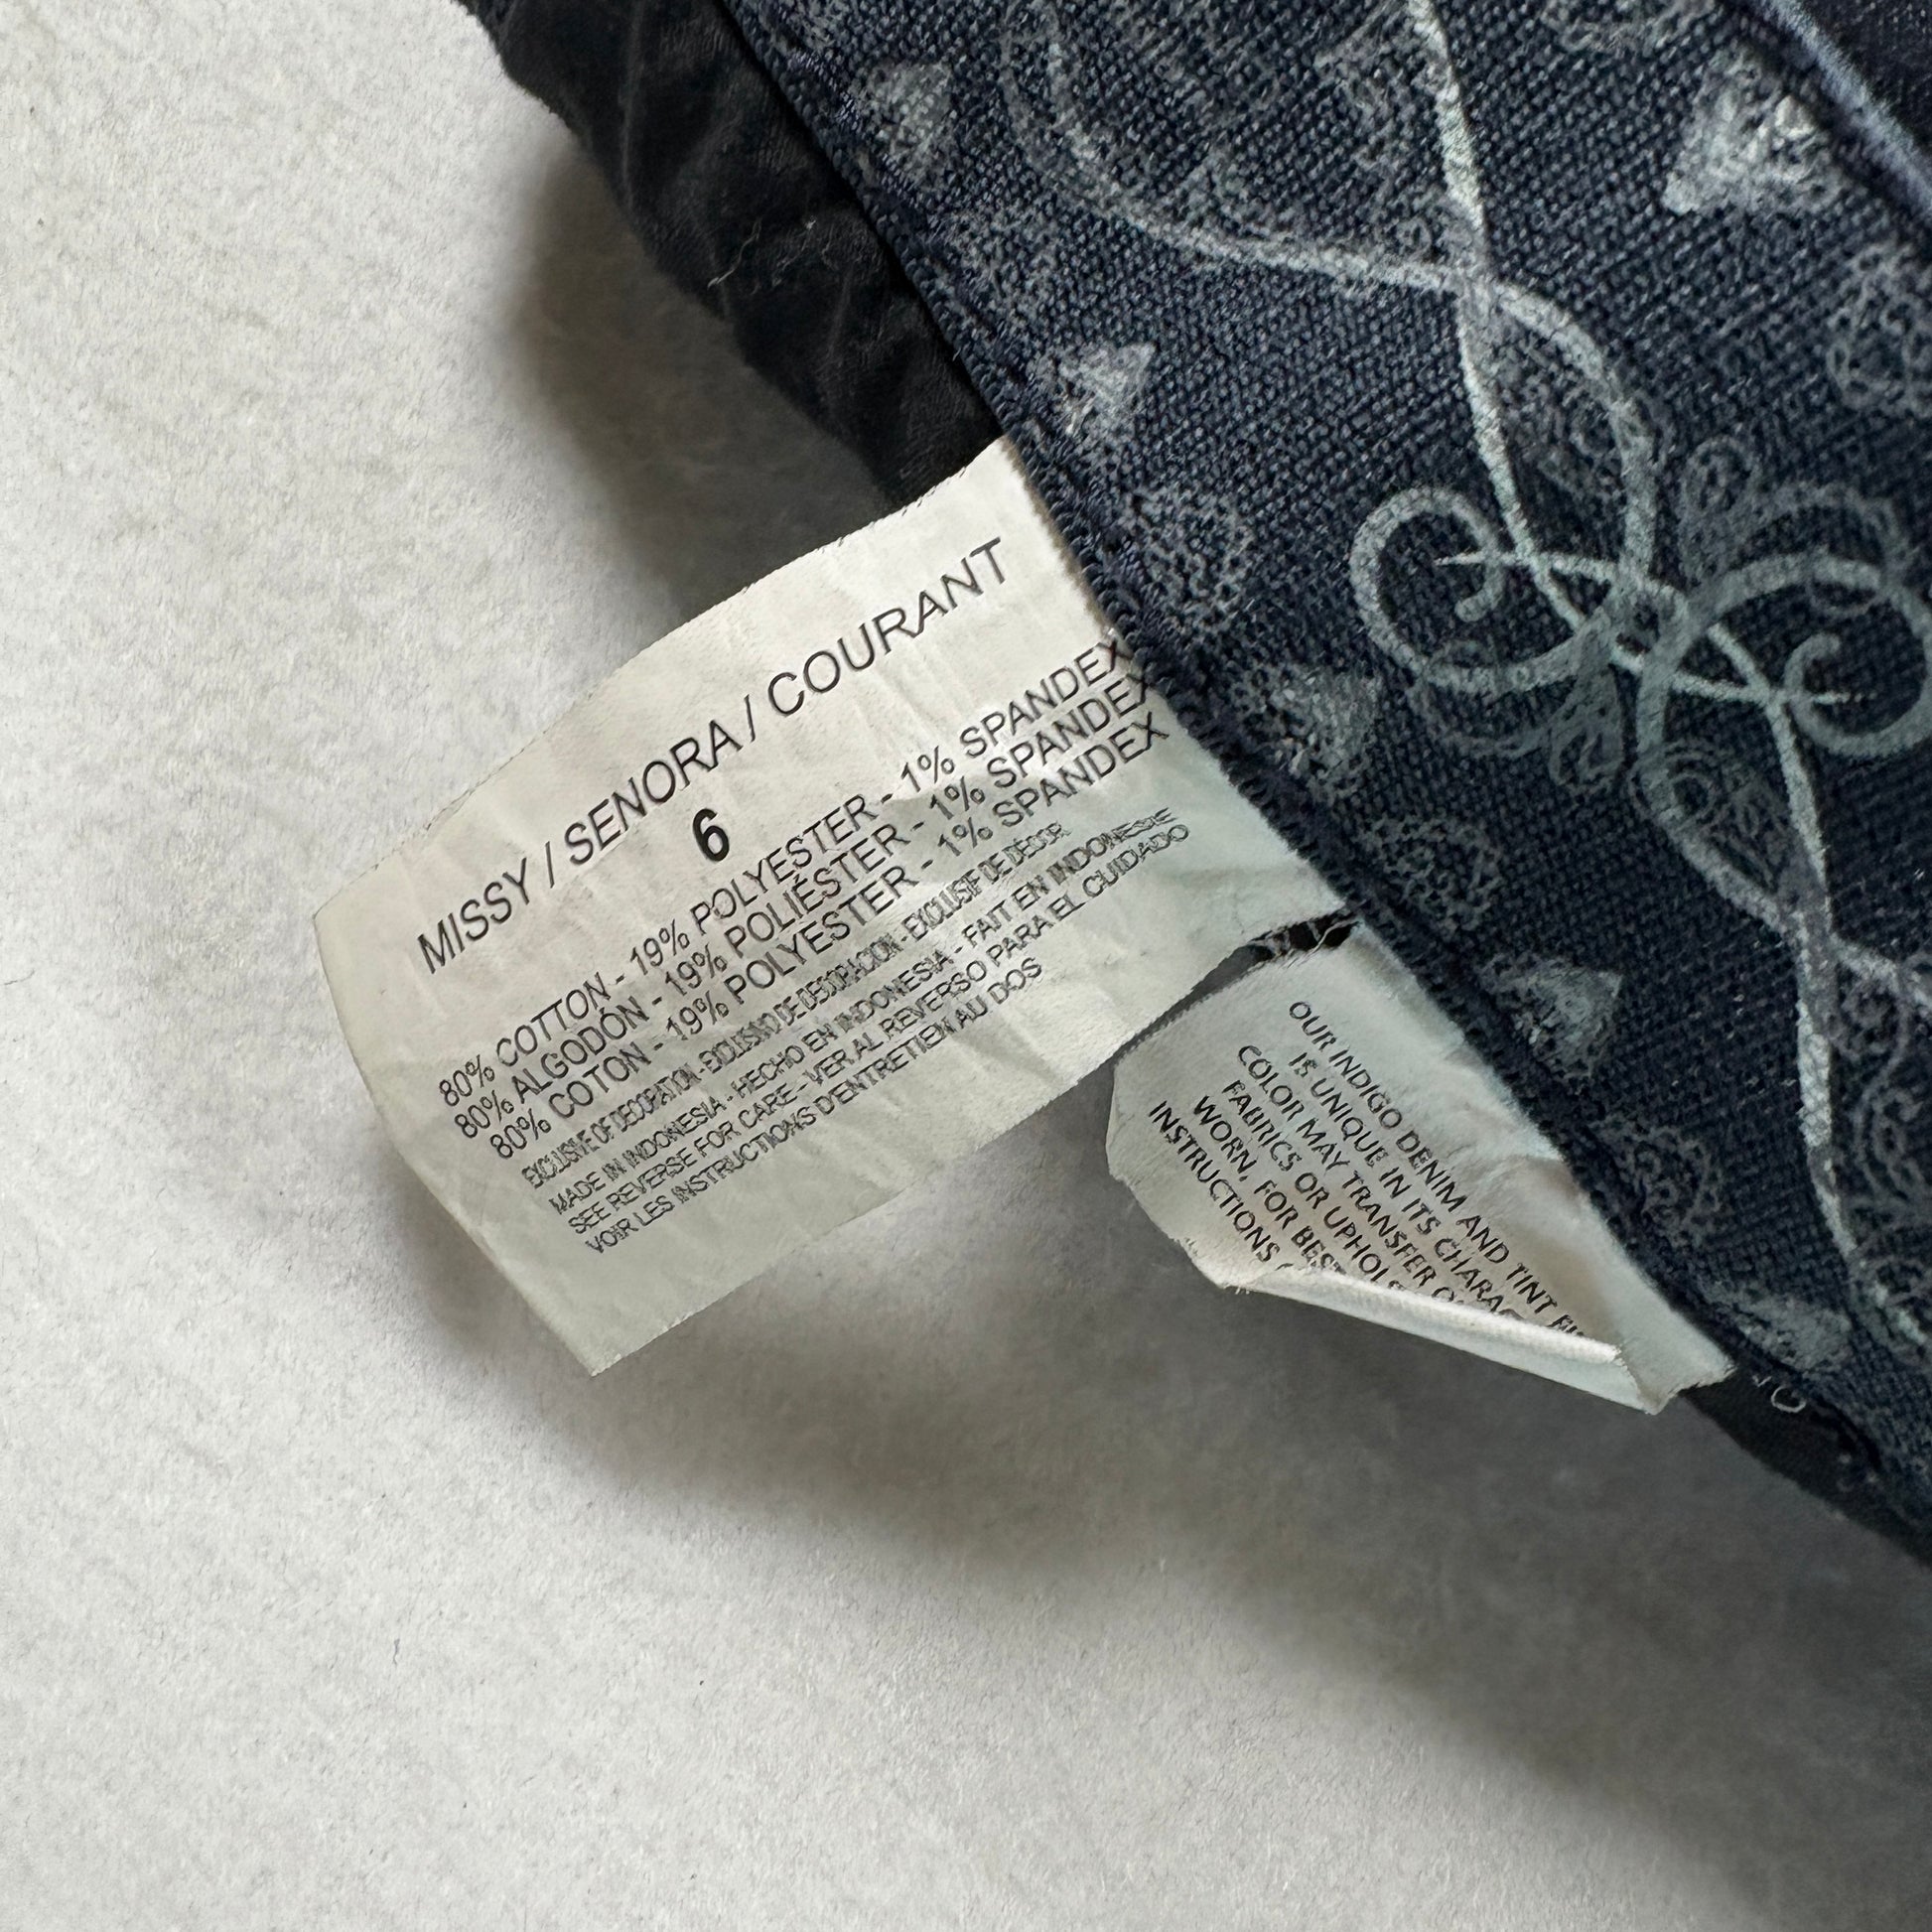 MISSY / SENORA / COURANT
6
80% COTTON - 19% POLYESTER - 1% SPANDEX
80% ALGODÓN - 19% POLIÉSTER - 1% SPANDEX
80% COTON - 19% POLYESTER - 1% SPANDEX
EXCLUSIVE OF DECORATION - EXCLUSIVO DE DECORACION - EXCLUSIF DE DÉCOR
MADE IN INDONESIA - HECHO EN INDONESIA - FAIT EN INDONESIE
SEE REVERSE FOR CARE - VER AL REVERSO PARA EL CUIDADO
VOIR LES INSTRUCTIONS D'ENTRETIEN AU DOS
OUR INDIGO DENIM AND TINT
IS UNIQUE IN ITS
COLOR MAY TRANSFER
FABRICS OR
WORN. FOR BEST
INSTRUCTIONS